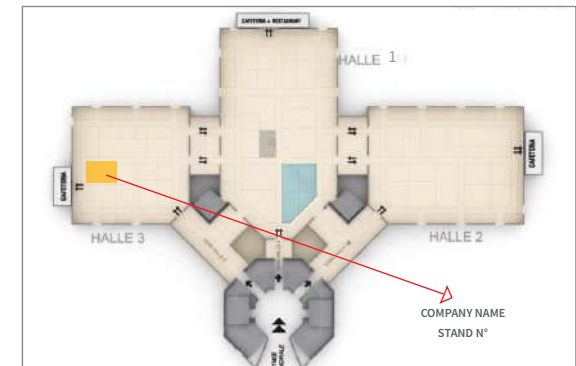 CAFETERIA & RESTAURANT
HALLE 1
CAFETERIA
CAFETERIA
HALLE 3
HALLE 2
COMPANY NAME
STAND N°